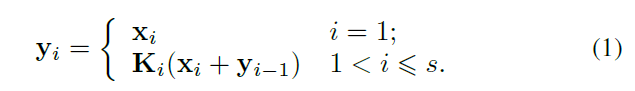 y_i = { x_i    i = 1;
K_i(x_i + y_{i−1})    1 < i ⩽ s.    (1)